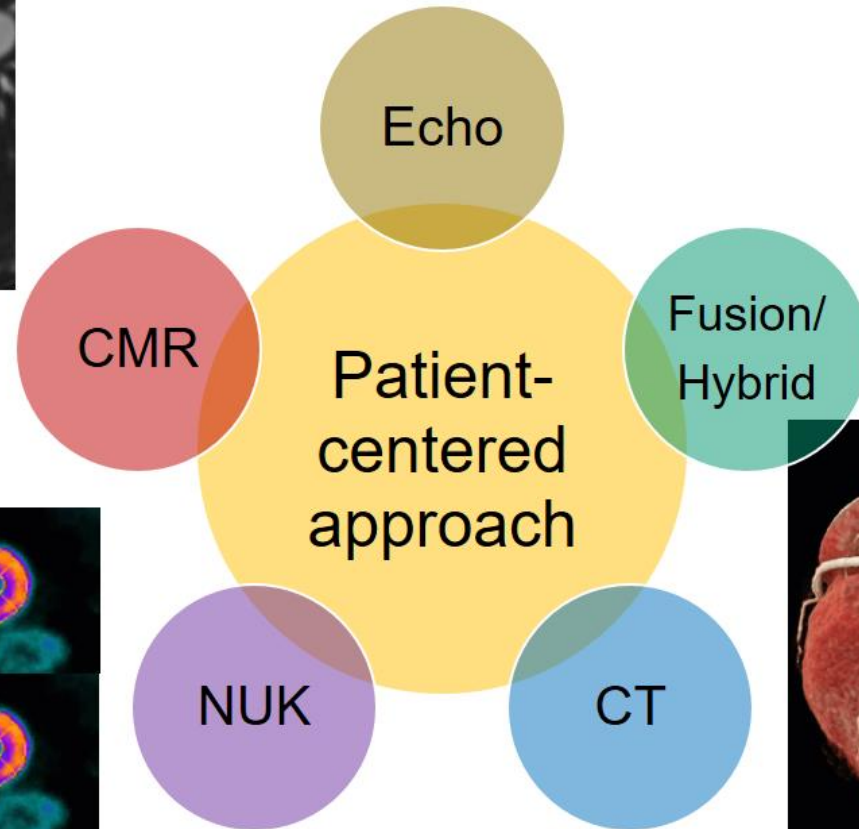 Echo
CMR
Fusion/
Hybrid
Patient-
centered
approach
NUK
CT